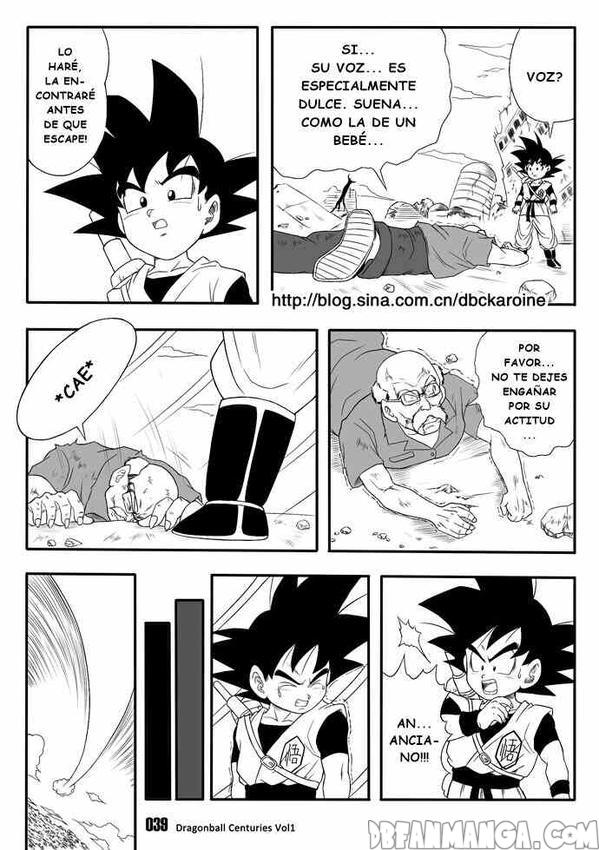 VOZ?
SI...
SU VOZ... ES
ESPECIALMENTE
DULCE. SUENA...
COMO LA DE UN
BEBÉ...
http://blog.sina.com.cn/dbckaroine
LO
HARÉ,
LA EN-
CONTRARÉ
ANTES
DE QUE
ESCAPE!
POR
FAVOR...
NO TE DEJES
ENGAÑAR
POR SU
ACTITUD
...
*CAE*
悟
AN...
ANCIA-
NO!!!
悟
039 Dragonball Centuries Vol1
DBFANMANGA.COM